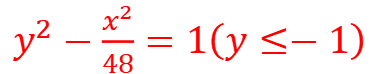 y² − x²/48 = 1(y ≤− 1)